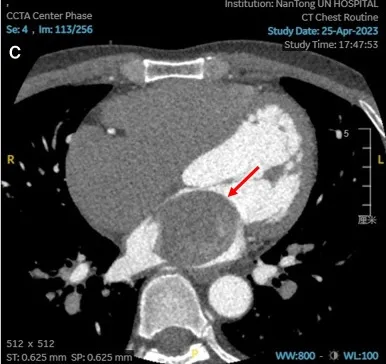 Institution: NanTong UN HOSPITAL
CCTA Center Phase
CT Chest Routine
Se: 4 , Im: 113/256
Study Date: 25-Apr-2023
Study Time: 17:47:53
C
5
R
L
厘米
512 x 512
ST: 0.625 mm SP: 0.625 mm
P
WW:800 - WL:100